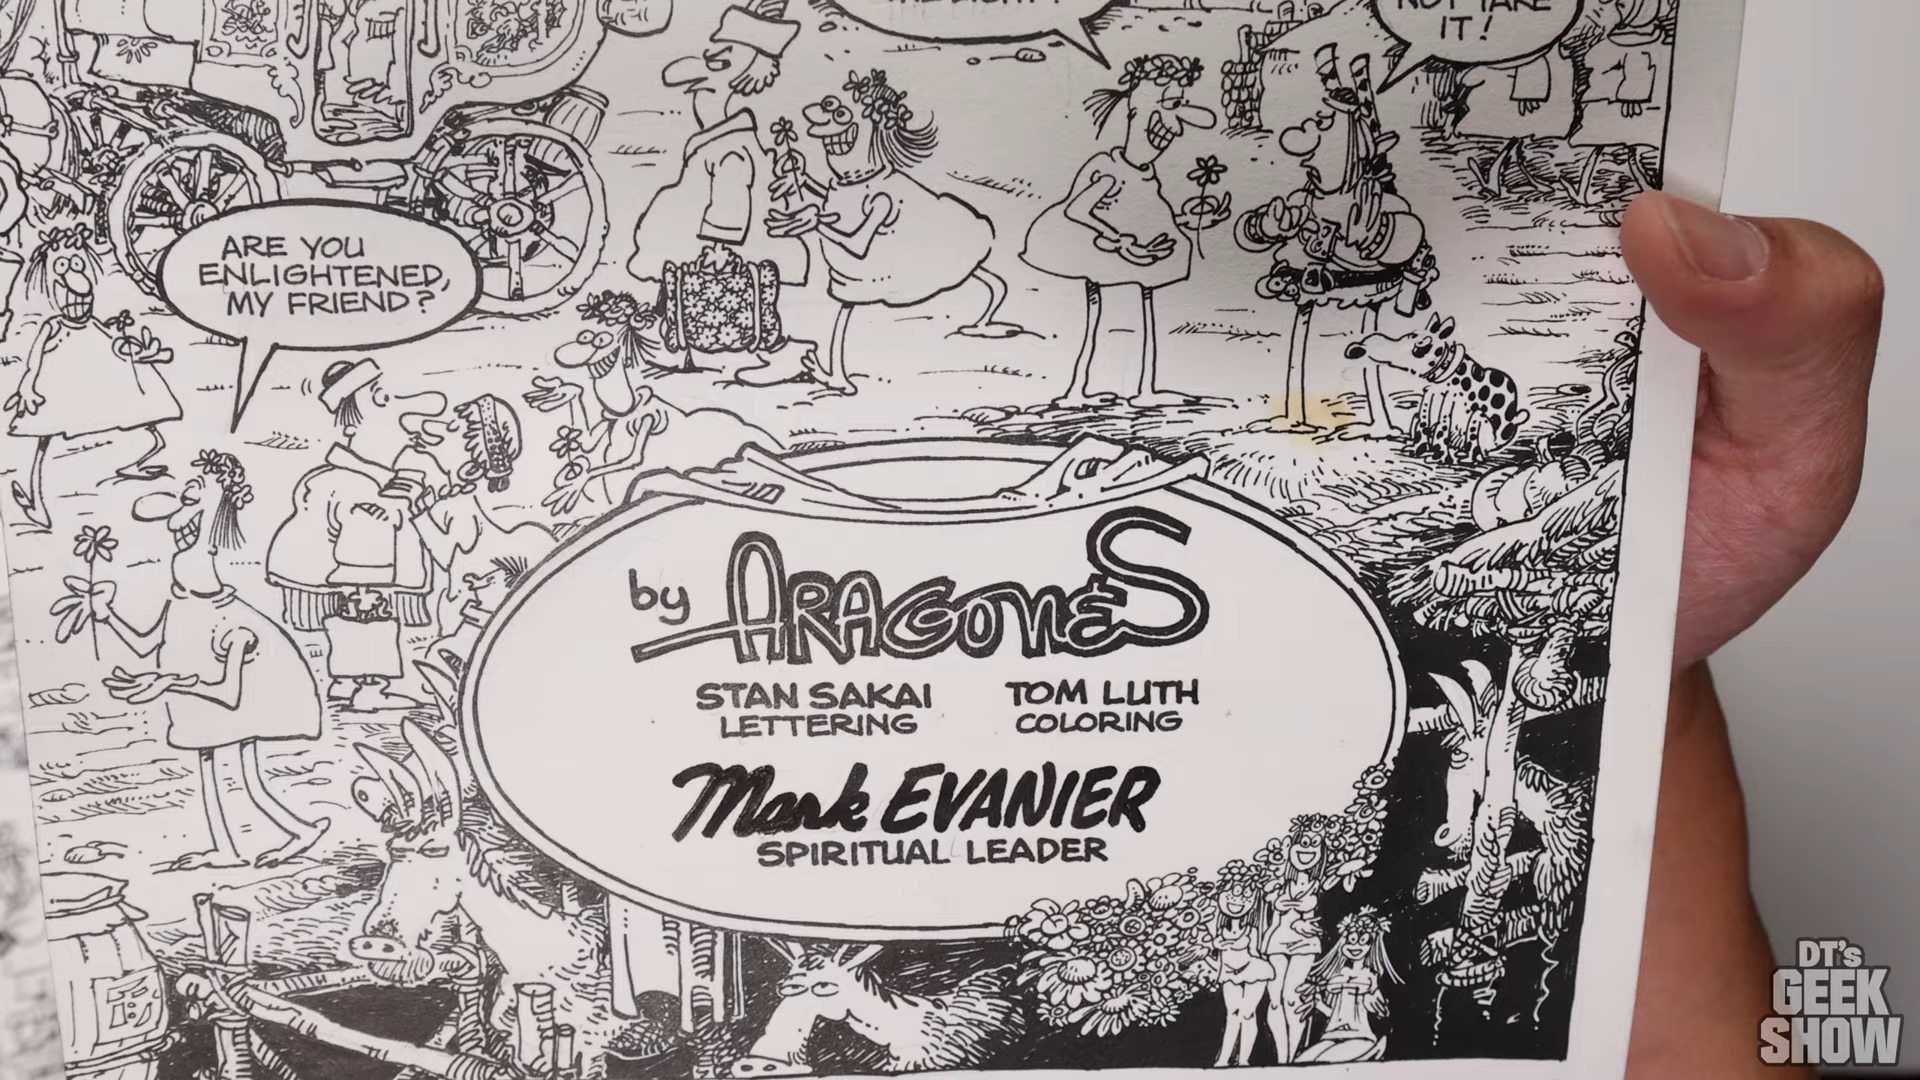 NOT TAKE
IT!
ARE YOU
ENLIGHTENED,
MY FRIEND?
by ARAGONES
STAN SAKAI
LETTERING
TOM LUTH
COLORING
Mark EVANIER
SPIRITUAL LEADER
DT's
GEEK
SHOW